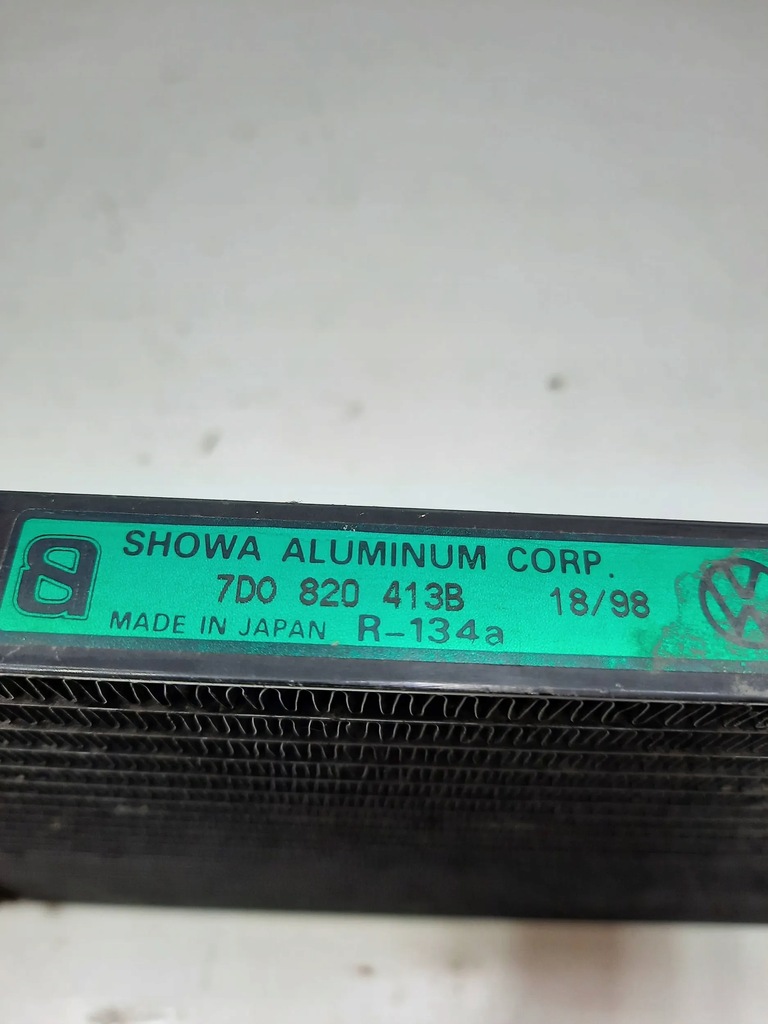 SHOWA ALUMINUM CORP.
7D0 820 413B 18/98
MADE IN JAPAN R-134a